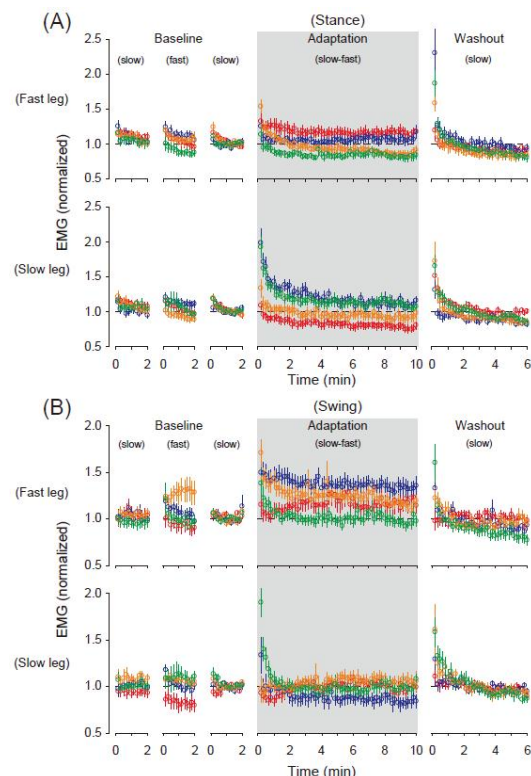 (A)
(Stance)
Baseline
Adaptation
Washout
(slow) (fast) (slow)
(slow-fast)
(slow)
(Fast leg)
2.5
2.0
1.5
1.0
0.5
EMG (normalized)
(Slow leg)
2.5
2.0
1.5
1.0
0.5
0 2 0 2 0 2 0 2 4 6 8 10 0 2 4 6
Time (min)
(B)
(Swing)
Baseline
Adaptation
Washout
(slow) (fast) (slow)
(slow-fast)
(slow)
(Fast leg)
2.0
1.5
1.0
0.5
EMG (normalized)
(Slow leg)
2.0
1.5
1.0
0.5
0 2 0 2 0 2 0 2 4 6 8 10 0 2 4 6
Time (min)